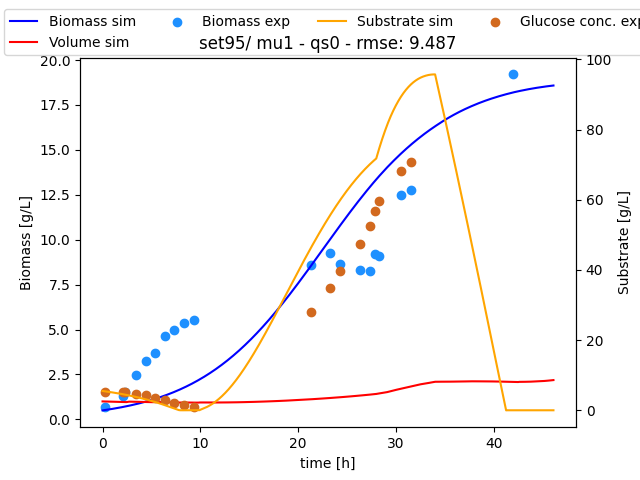 Biomass sim Biomass exp Substrate sim Glucose conc. exp
Volume sim
set95/ mu1 - qs0 - rmse: 9.487
20.0
17.5
15.0
12.5
10.0
7.5
5.0
2.5
0.0
Biomass [g/L]
100
80
60
40
20
0
Substrate [g/L]
0 10 20 30 40
time [h]